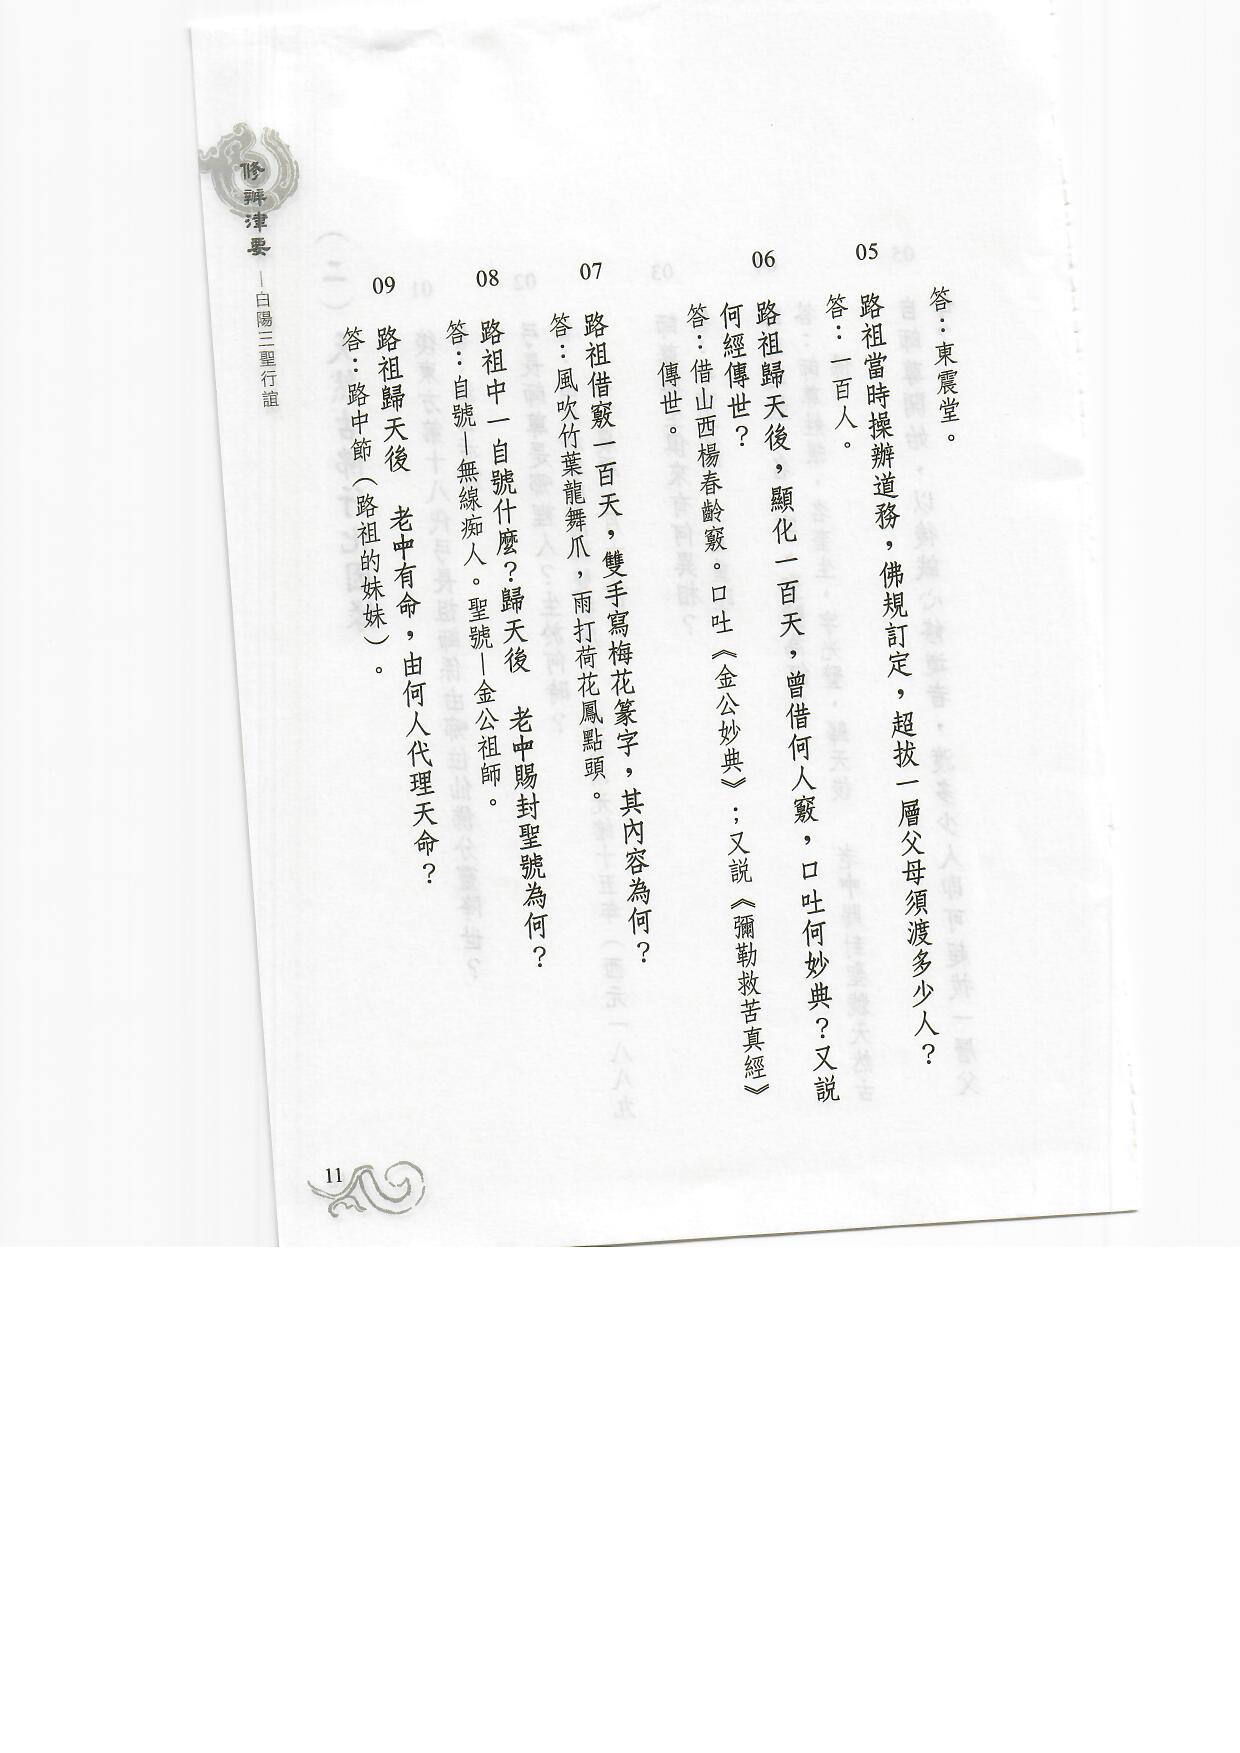 答：東震堂。
05
路祖當時操辦道務，佛規訂定，超拔一層父母須渡多少人？
答：一百人。
06
路祖歸天後，顯化一百天，曾借何人竅，口吐何妙典？又說
何經傳世？
答：借山西楊春齡竅。口吐《金公妙典》；又說《彌勒救苦真經》
傳世。
07
路祖借竅一百天，雙手寫梅花篆字，其內容為何？
答：風吹竹葉龍舞爪，雨打荷花鳳點頭。
08
路祖中一自號什麼？歸天後　老中賜封聖號為何？
答：自號—無線痴人。聖號—金公祖師。
09
路祖歸天後　老中有命，由何人代理天命？
答：路中節（路祖的妹妹）。
修辦津要
—白陽三聖行誼
11